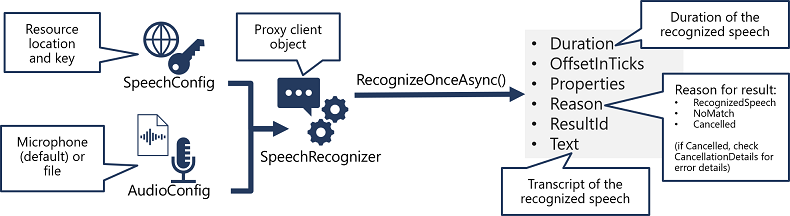 Resource
location
and key
SpeechConfig
Microphone
(default) or
file
AudioConfig
Proxy client
object
SpeechRecognizer
RecognizeOnceAsync()
• Duration
• OffsetInTicks
• Properties
• Reason
• ResultId
• Text
Duration of the
recognized speech
Reason for result:
• RecognizedSpeech
• NoMatch
• Cancelled
(if Cancelled, check
CancellationDetails for
error details)
Transcript of the
recognized speech